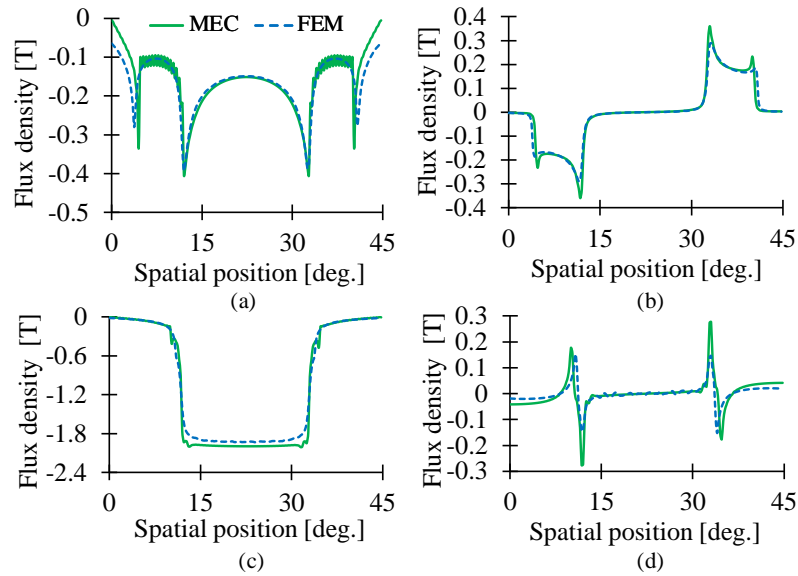 MEC FEM
Flux density [T]
0
-0.1
-0.2
-0.3
-0.4
-0.5
0 15 30 45
Spatial position [deg.]
(a)
Flux density [T]
0.4
0.3
0.2
0.1
0
-0.1
-0.2
-0.3
-0.4
0 15 30 45
Spatial position [deg.]
(b)
Flux density [T]
0
-0.6
-1.2
-1.8
-2.4
0 15 30 45
Spatial position [deg.]
(c)
Flux density [T]
0.3
0.2
0.1
0
-0.1
-0.2
-0.3
0 15 30 45
Spatial position [deg.]
(d)